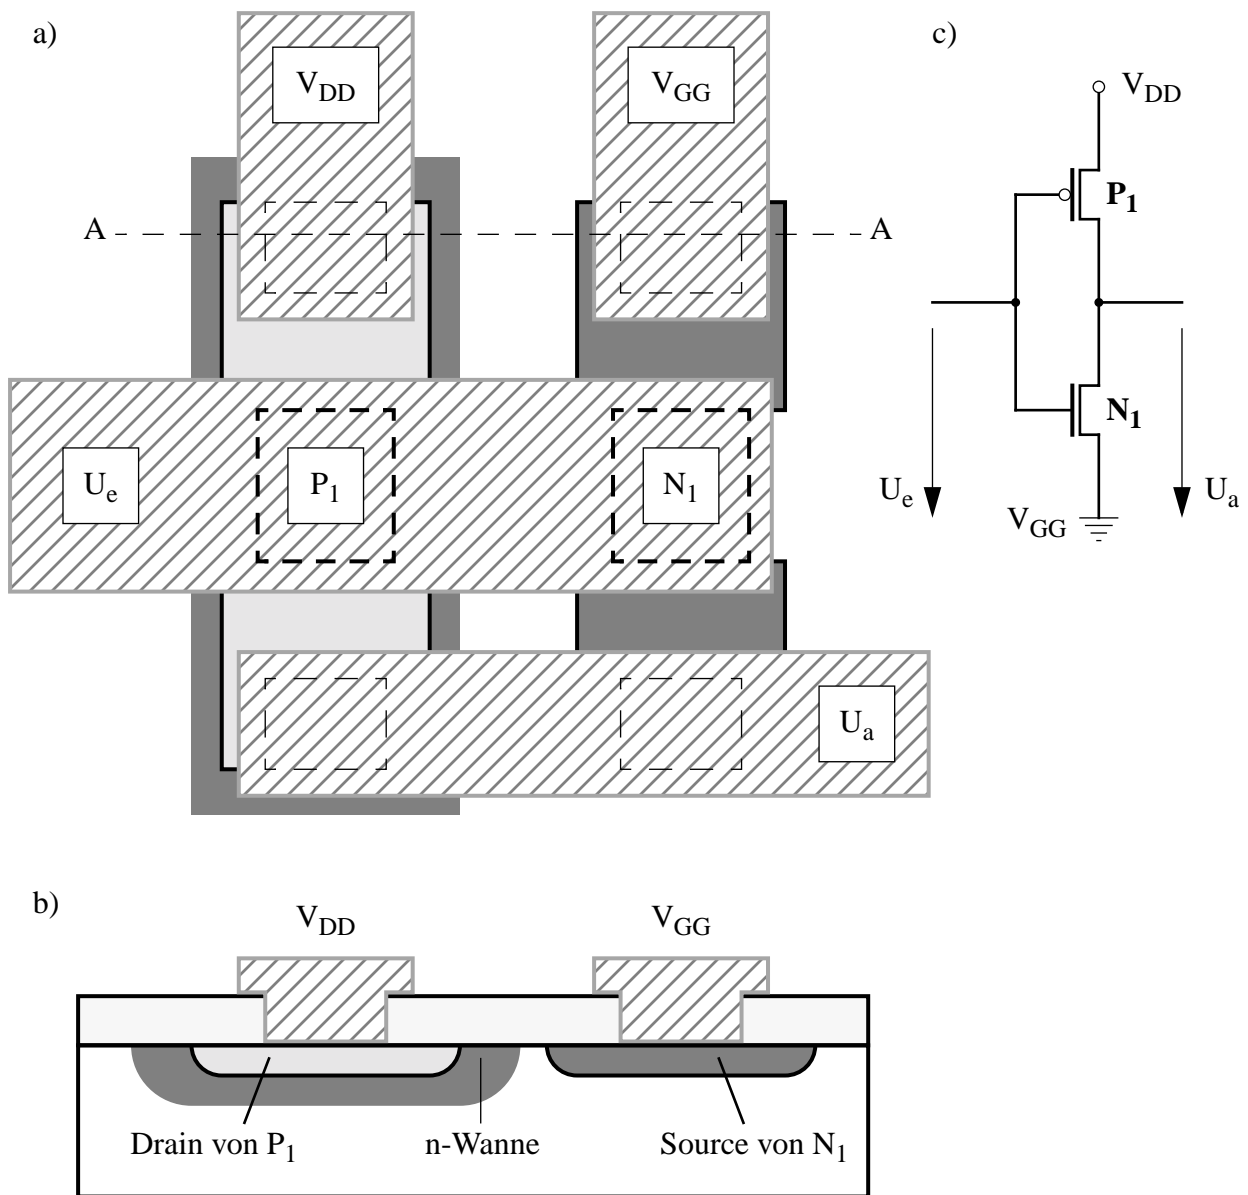 a)
V_DD
V_GG
A
A
U_e
P_1
N_1
U_a
c)
V_DD
P_1
N_1
U_e
U_a
V_GG
b)
V_DD
V_GG
Drain von P_1
n-Wanne
Source von N_1